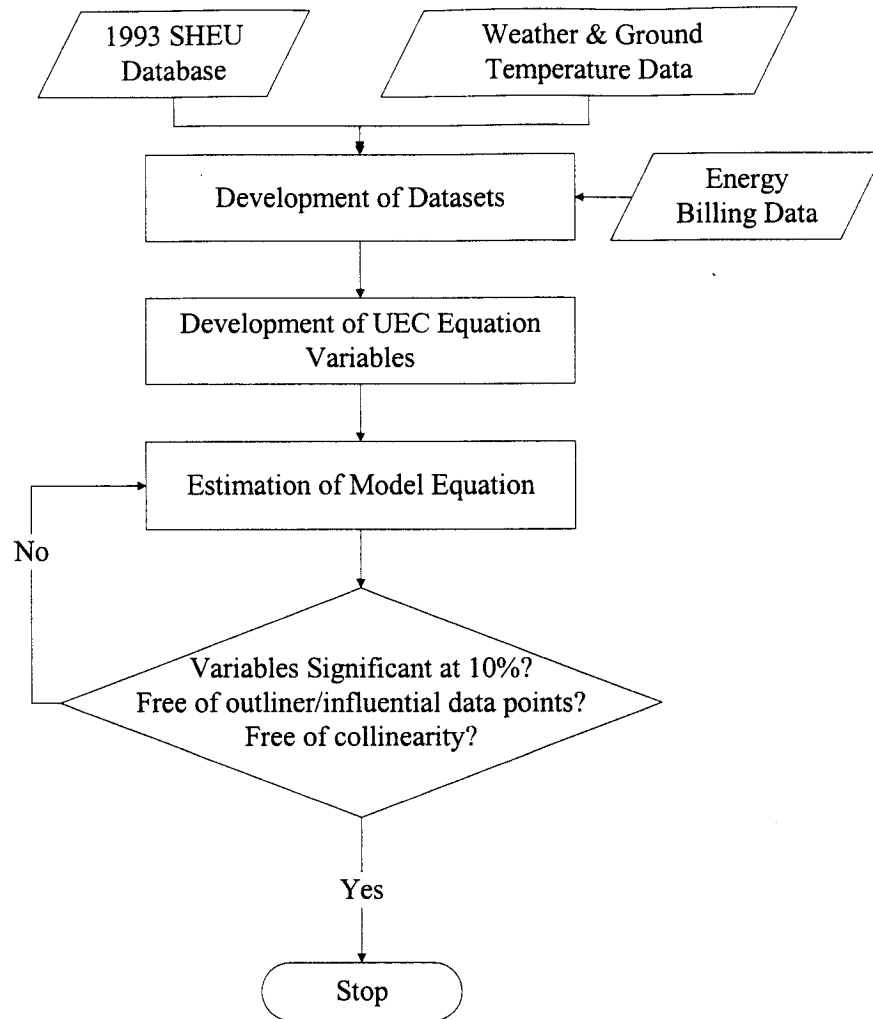 1993 SHEU
Database
Weather & Ground
Temperature Data
Development of Datasets
Energy
Billing Data
Development of UEC Equation
Variables
Estimation of Model Equation
No
Variables Significant at 10%?
Free of outliner/influential data points?
Free of collinearity?
Yes
Stop